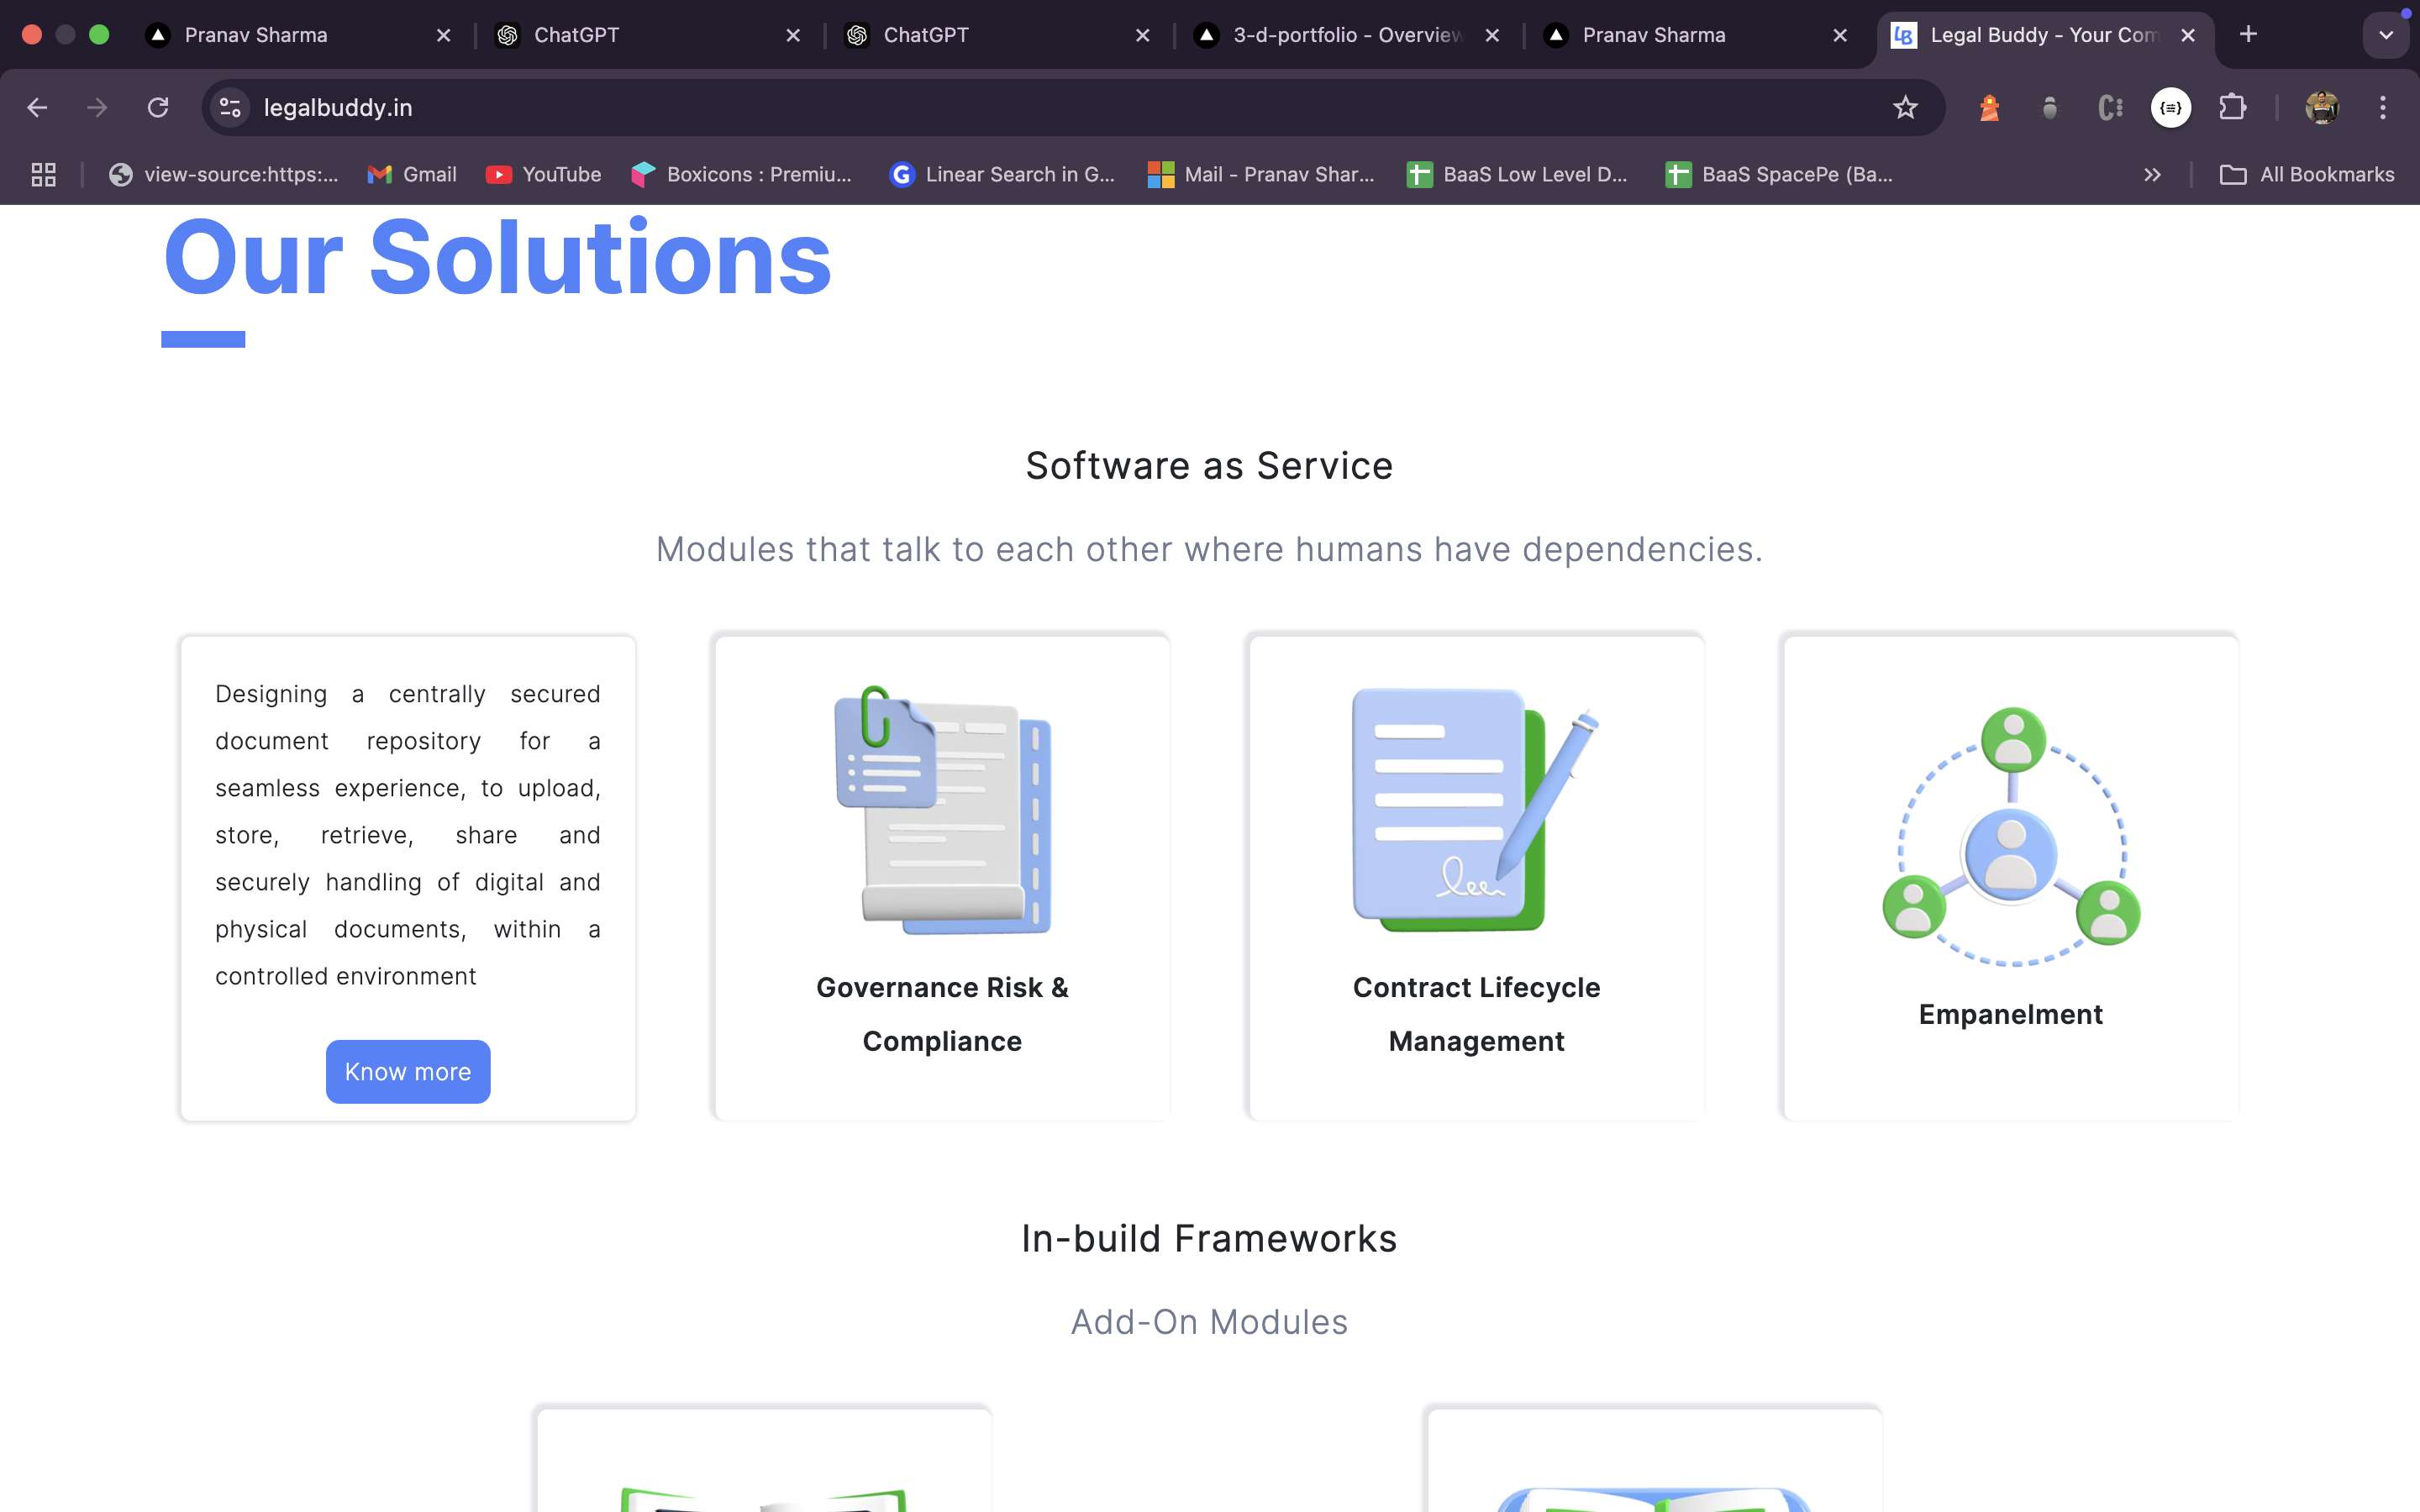 Pranav Sharma
ChatGPT
ChatGPT
3-d-portfolio - Overview
Pranav Sharma
Legal Buddy - Your Com
legalbuddy.in
view-source:https:...
Gmail
YouTube
Boxicons : Premiu...
Linear Search in G...
Mail - Pranav Shar...
BaaS Low Level D...
BaaS SpacePe (Ba...
All Bookmarks
Our Solutions
Software as Service
Modules that talk to each other where humans have dependencies.
Designing a centrally secured
document repository for a
seamless experience, to upload,
store, retrieve, share and
securely handling of digital and
physical documents, within a
controlled environment
Know more
Governance Risk &
Compliance
Contract Lifecycle
Management
Empanelment
In-build Frameworks
Add-On Modules